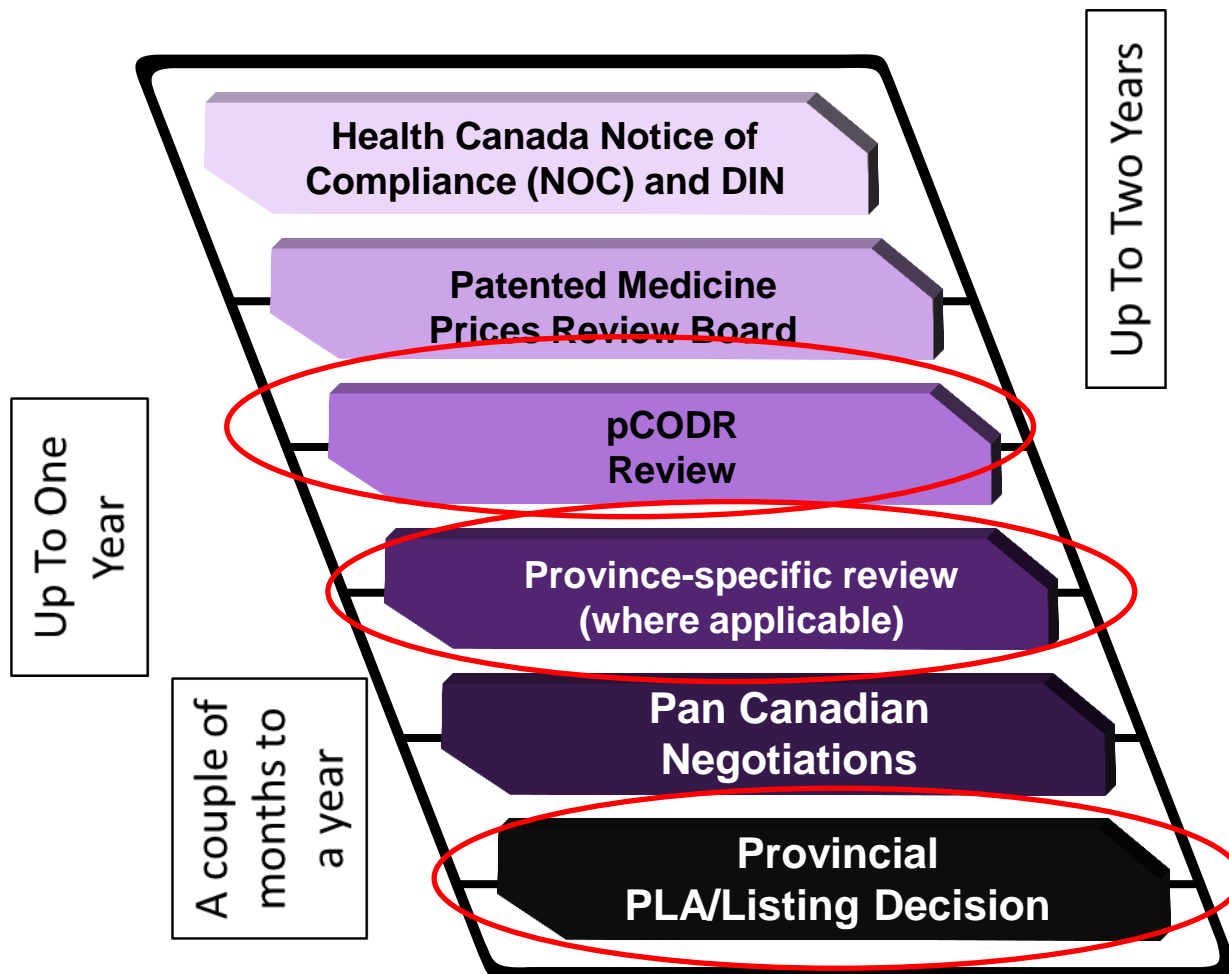 Health Canada Notice of
Compliance (NOC) and DIN
Up To Two Years
Patented Medicine
Prices Review Board
pCODR
Review
Up To One
Year
Province-specific review
(where applicable)
Pan Canadian
Negotiations
A couple of
months to
a year
Provincial
PLA/Listing Decision